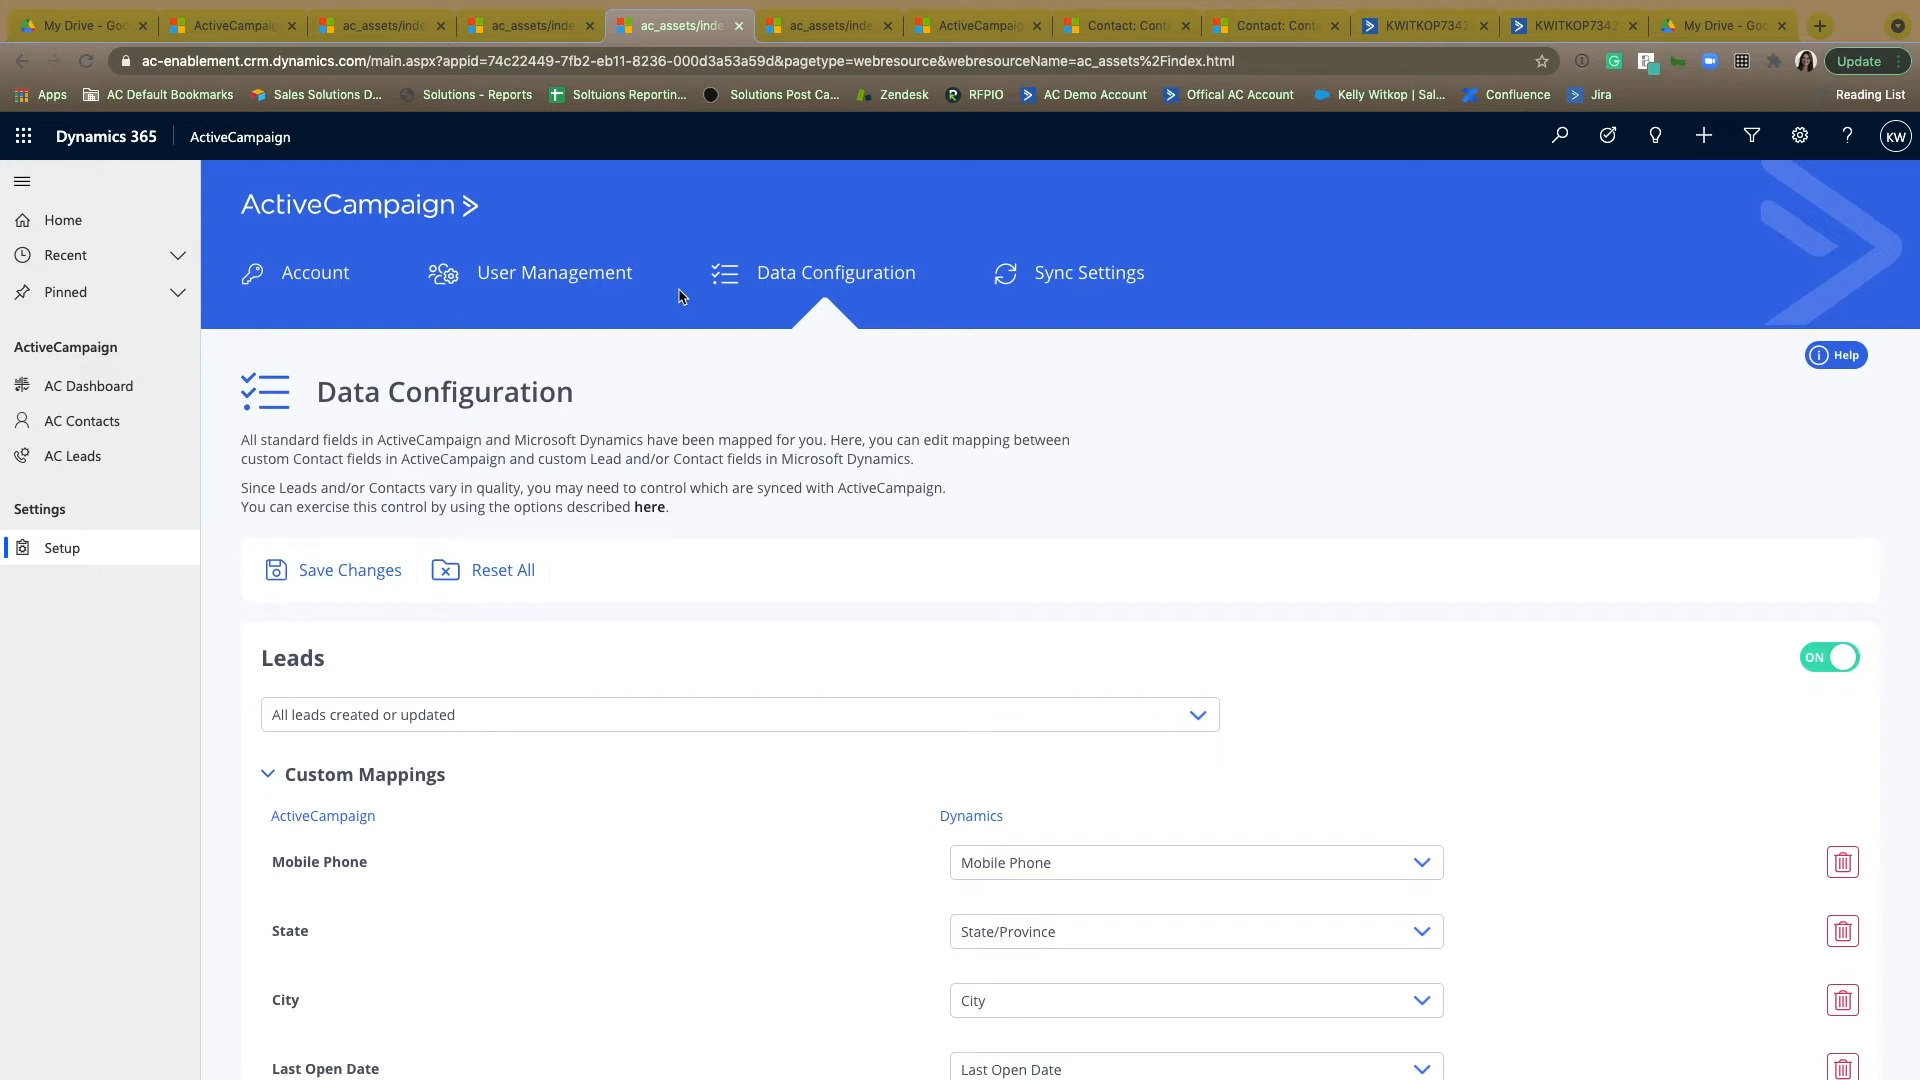 My Drive - Goo
ActiveCampaig
ac_assets/inde
ac_assets/inde
ac_assets/inde
ac_assets/inde
ActiveCampaig
Contact: Conta
Contact: Conta
KWITKOP7342
KWITKOP7342
My Drive - Goo
ac-enablement.crm.dynamics.com/main.aspx?appid=74c22449-7fb2-eb11-8236-000d3a53a59d&pagetype=webresource&webresourceName=ac_assets%2Findex.html
Update
Apps
AC Default Bookmarks
Sales Solutions D...
Solutions - Reports
Soltuions Reportin...
Solutions Post Ca...
Zendesk
RFPIO
AC Demo Account
Offical AC Account
Kelly Witkop | Sal...
Confluence
Jira
Reading List
Dynamics 365
ActiveCampaign
KW
Home
Recent
Pinned
ActiveCampaign
AC Dashboard
AC Contacts
AC Leads
Settings
Setup
ActiveCampaign >
Account
User Management
Data Configuration
Sync Settings
Help
Data Configuration
All standard fields in ActiveCampaign and Microsoft Dynamics have been mapped for you. Here, you can edit mapping between
custom Contact fields in ActiveCampaign and custom Lead and/or Contact fields in Microsoft Dynamics.
Since Leads and/or Contacts vary in quality, you may need to control which are synced with ActiveCampaign.
You can exercise this control by using the options described here.
Save Changes
Reset All
Leads
ON
All leads created or updated
Custom Mappings
ActiveCampaign
Dynamics
Mobile Phone
Mobile Phone
State
State/Province
City
City
Last Open Date
Last Open Date